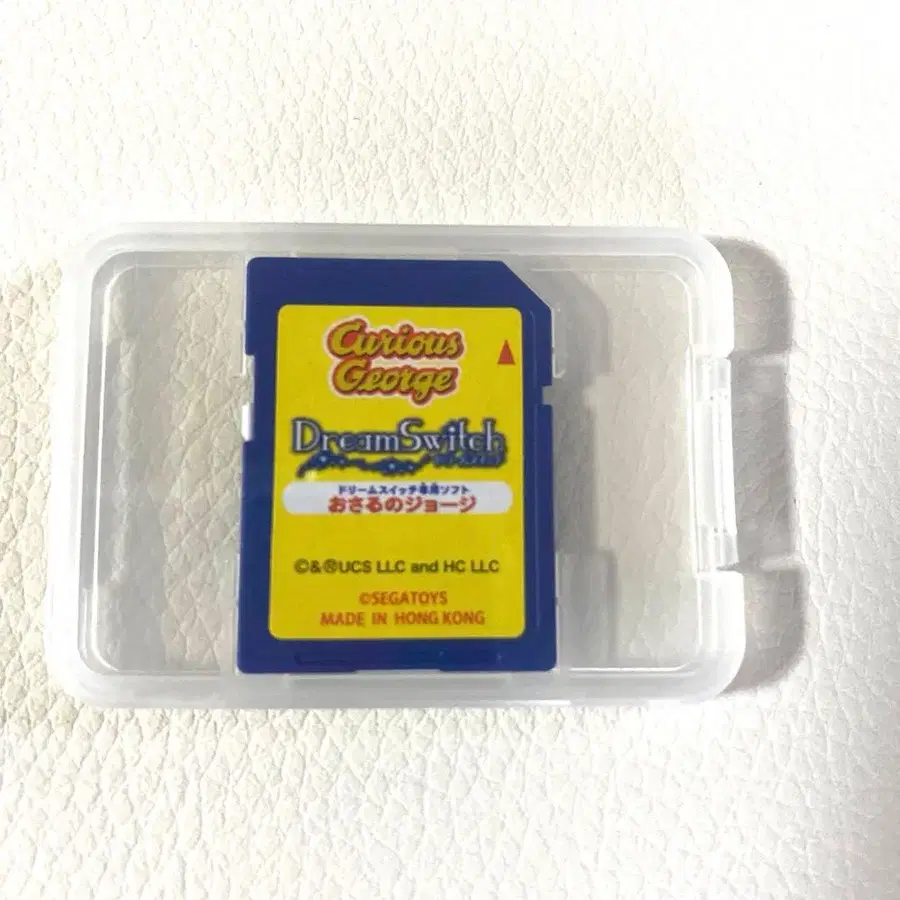 Curious
George
DreamSwitch
ドリームスイッチ専用ソフト
おさるのジョージ
©&®UCS LLC and HC LLC
©SEGATOYS
MADE IN HONG KONG